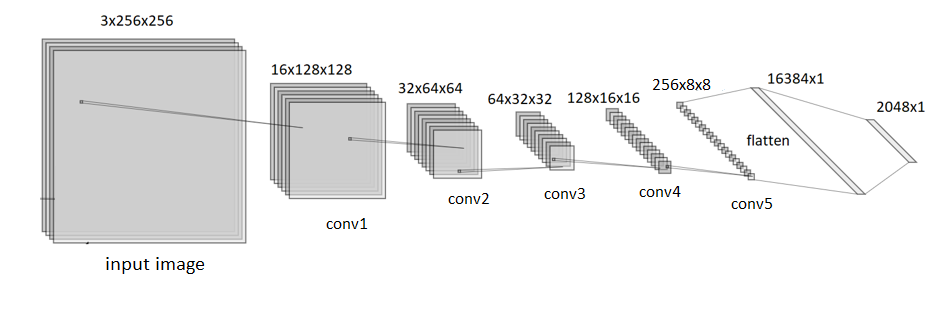 3x256x256
16x128x128
32x64x64
64x32x32
128x16x16
256x8x8
16384x1
2048x1
flatten
conv1
conv2
conv3
conv4
conv5
input image